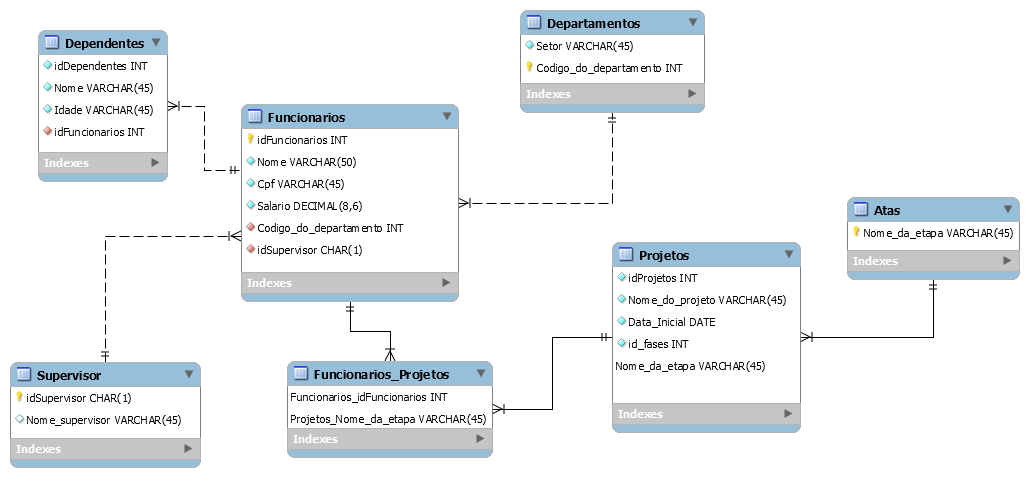 Dependentes
idDependentes INT
Nome VARCHAR(45)
Idade VARCHAR(45)
idFuncionarios INT
Indexes
Funcionarios
idFuncionarios INT
Nome VARCHAR(50)
Cpf VARCHAR(45)
Salario DECIMAL(8,6)
Codigo_do_departamento INT
idSupervisor CHAR(1)
Indexes
Departamentos
Setor VARCHAR(45)
Codigo_do_departamento INT
Indexes
Atas
Nome_da_etapa VARCHAR(45)
Indexes
Projetos
idProjetos INT
Nome_do_projeto VARCHAR(45)
Data_Inicial DATE
id_fases INT
Nome_da_etapa VARCHAR(45)
Indexes
Supervisor
idSupervisor CHAR(1)
Nome_supervisor VARCHAR(45)
Indexes
Funcionarios_Projetos
Funcionarios_idFuncionarios INT
Projetos_Nome_da_etapa VARCHAR(45)
Indexes